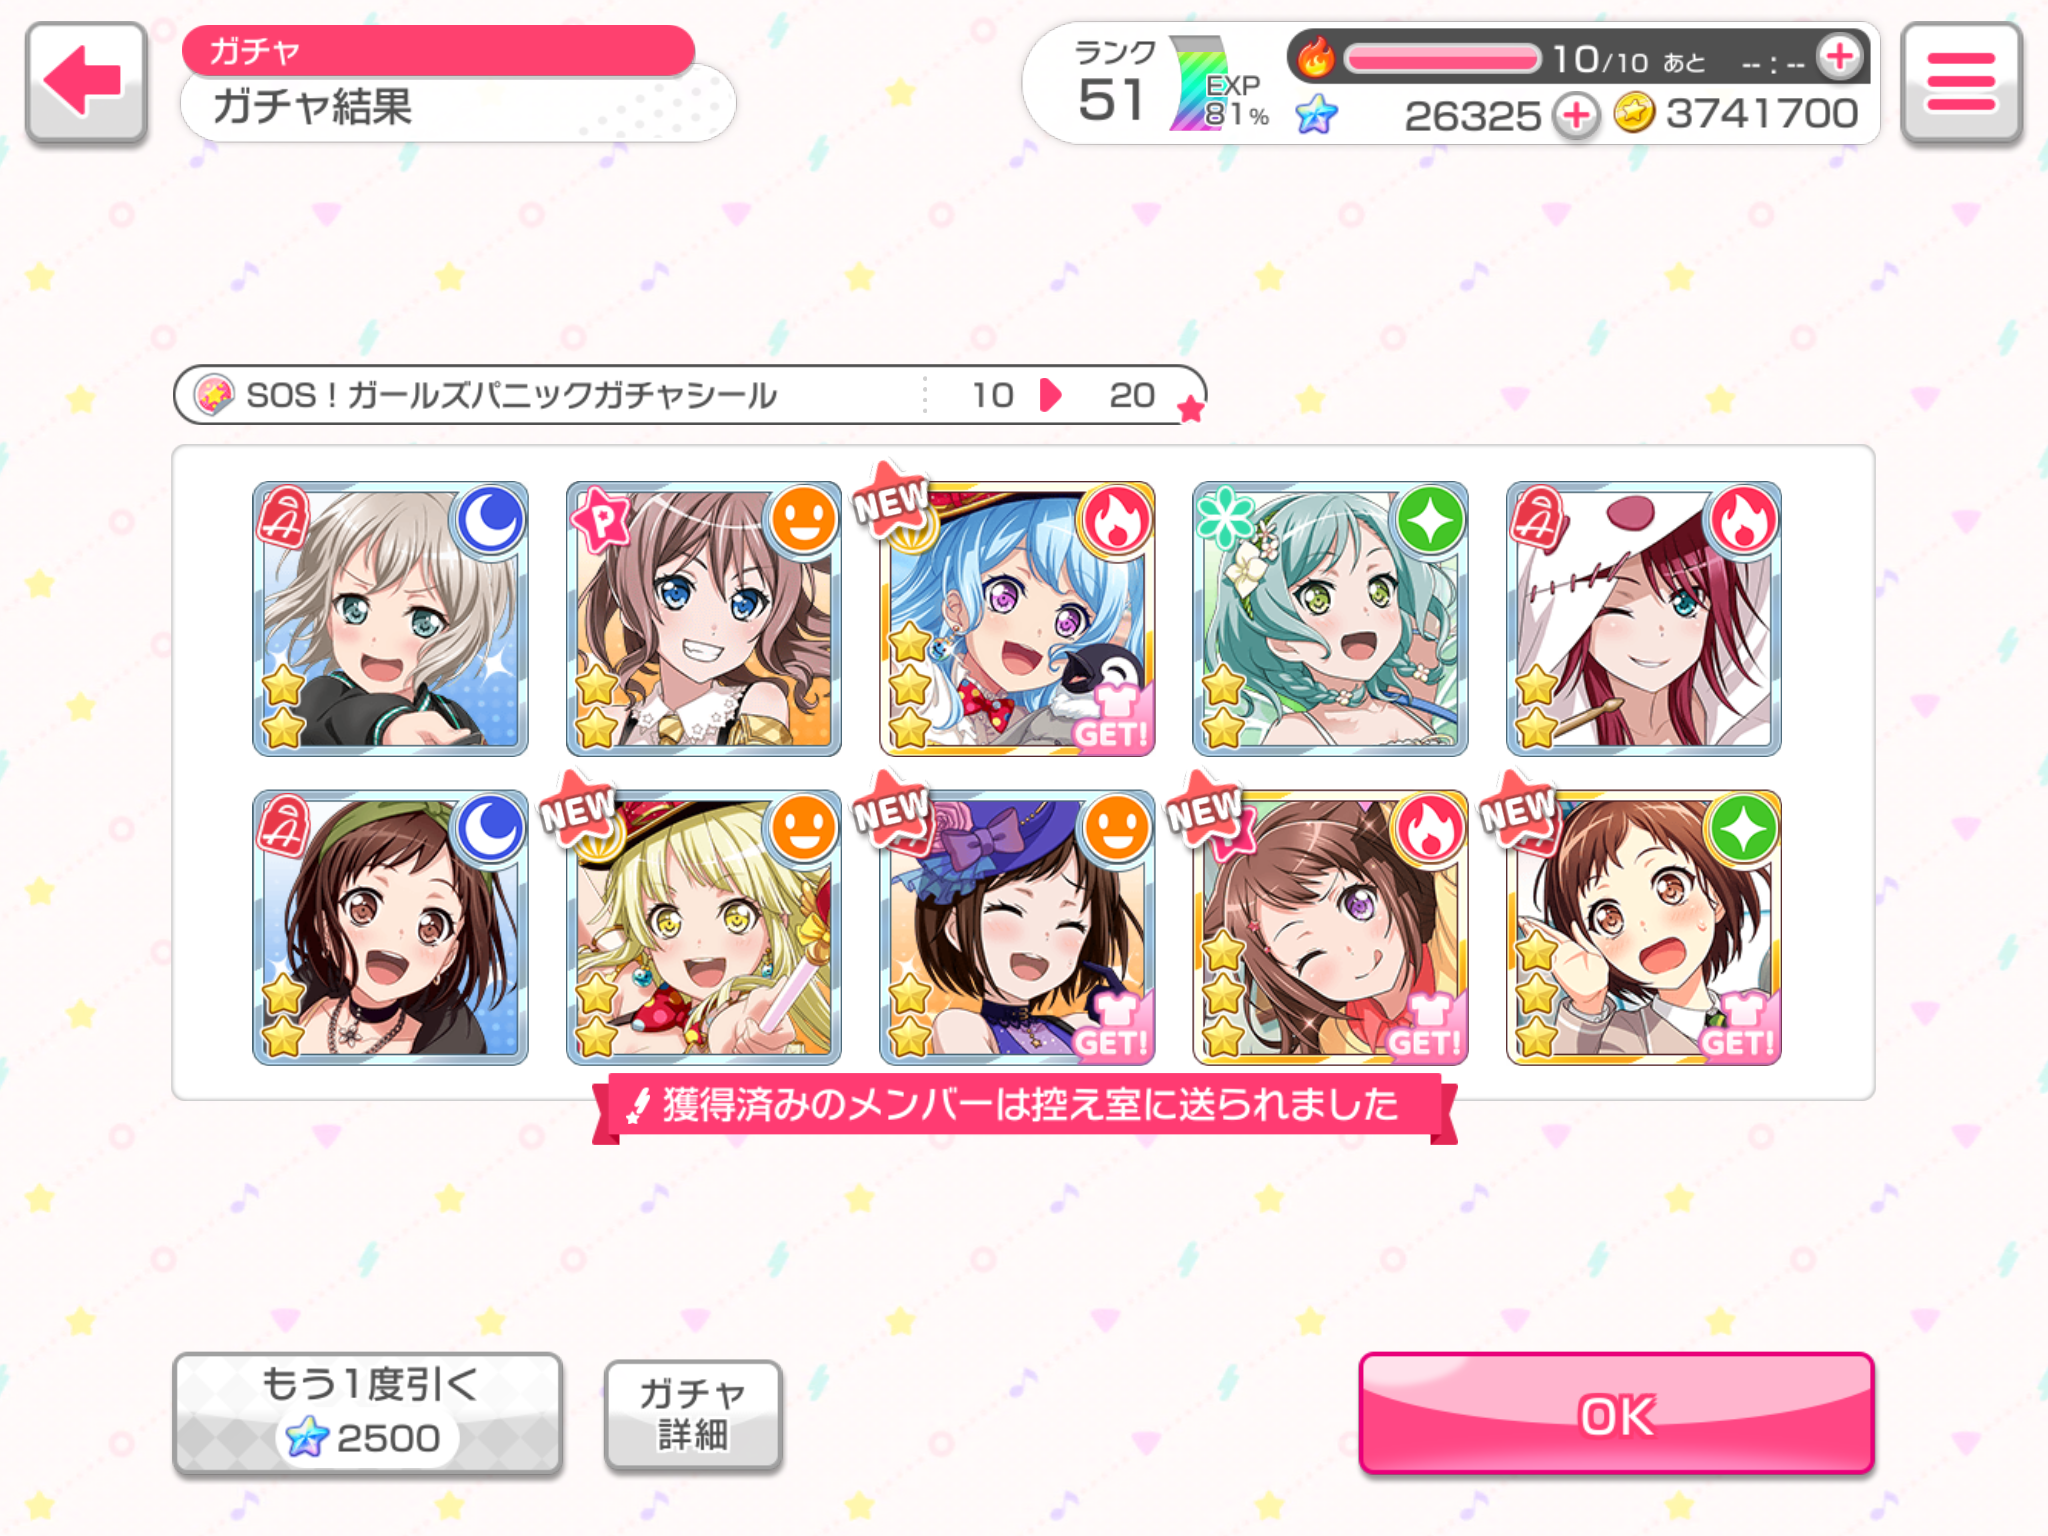 ガチャ
ガチャ結果
ランク
51
EXP
81%
10/10 あと --:--
26325
3741700
SOS！ガールズパニックガチャシール 10 20
A
P
NEW
GET!
A
A
NEW
NEW
GET!
NEW
GET!
NEW
GET!
獲得済みのメンバーは控え室に送られました
もう1度引く
2500
ガチャ
詳細
OK